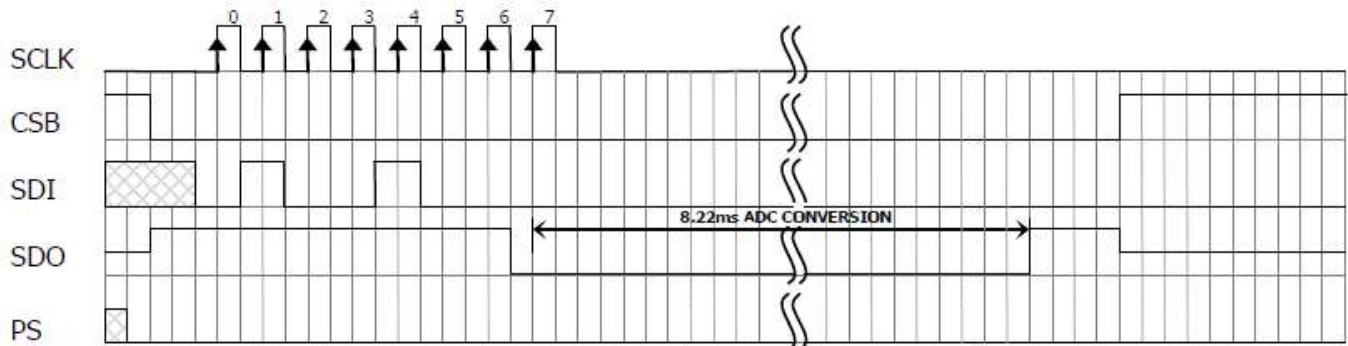 0 1 2 3 4 5 6 7
SCLK
CSB
SDI
8.22ms ADC CONVERSION
SDO
PS